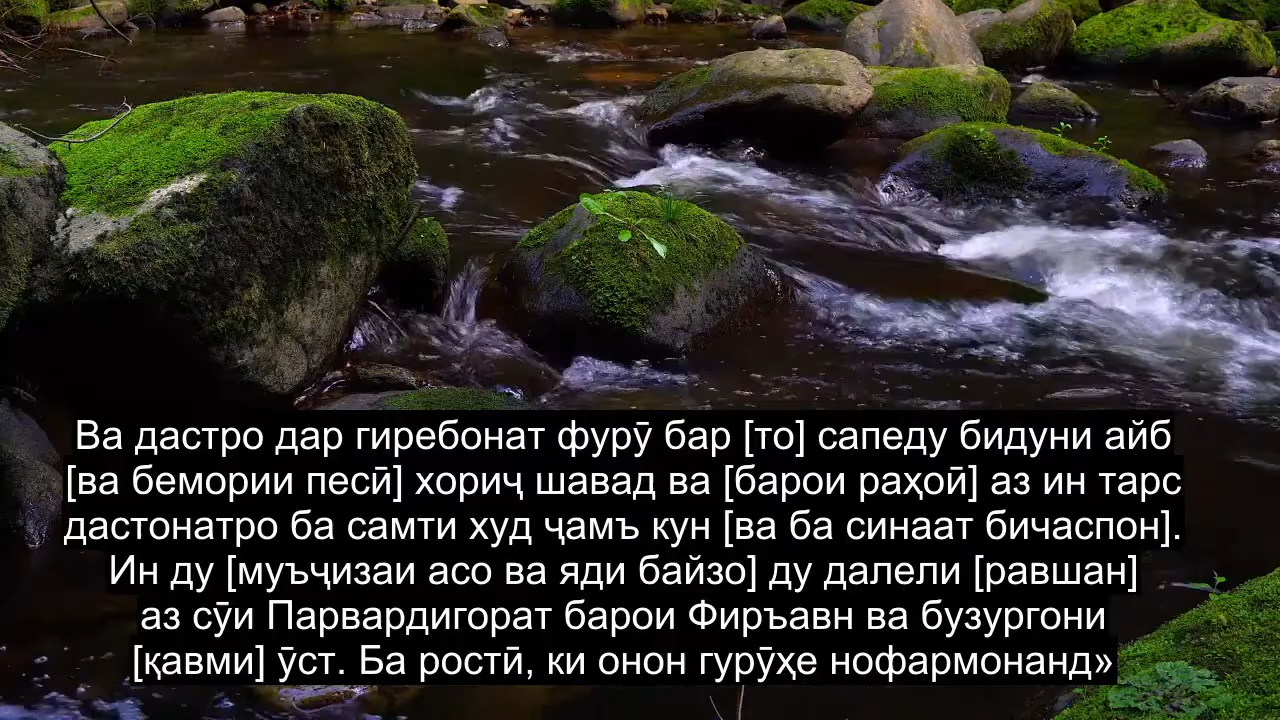 Ва дастро дар гиребонат фурӯ бар [то] сапеду бидуни айб
[ва бемории песӣ] хориҷ шавад ва [барои раҳоӣ] аз ин тарс
дастонатро ба самти худ ҷамъ кун [ва ба синаат бичаспон].
Ин ду [муъҷизаи асо ва яди байзо] ду далели [равшан]
аз сӯи Парвардигорат барои Фиръавн ва бузургони
[қавми] ӯст. Ба ростӣ, ки онон гурӯҳе нофармонанд»